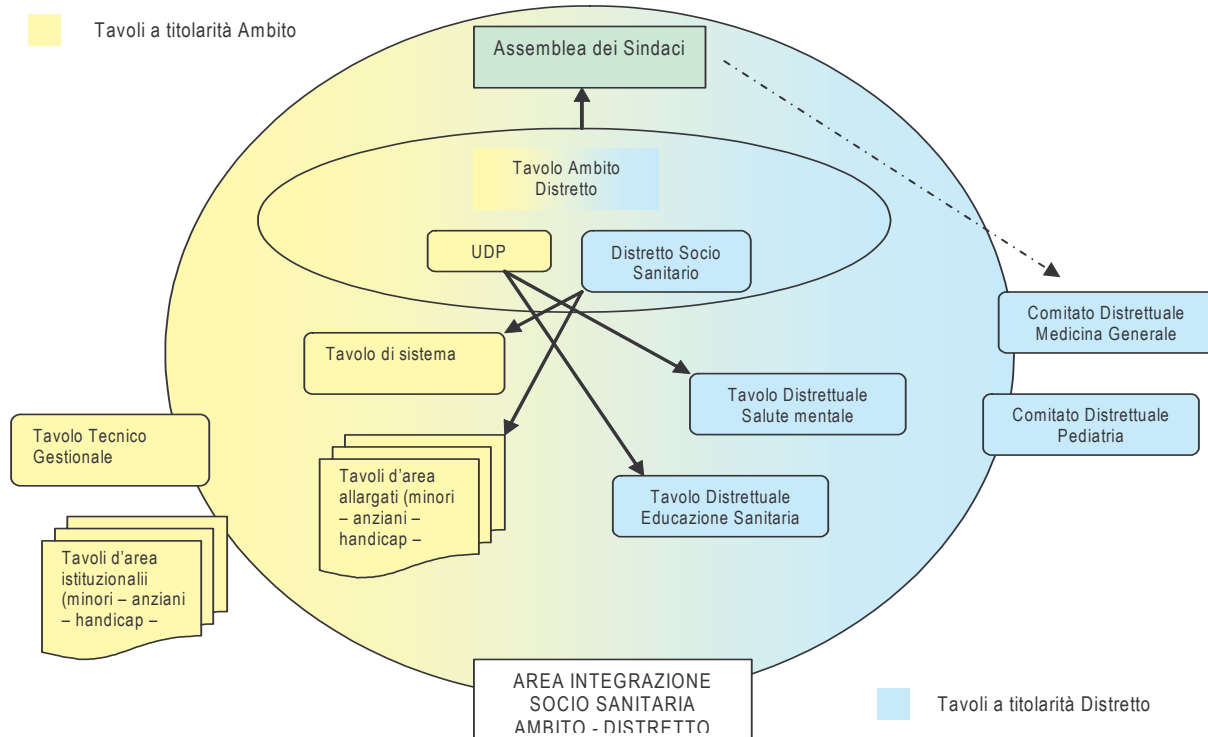 Tavoli a titolarità Ambito
Assemblea dei Sindaci
Tavolo Ambito
Distretto
UDP
Distretto Socio
Sanitario
Comitato Distrettuale
Medicina Generale
Tavolo di sistema
Tavolo Distrettuale
Salute mentale
Comitato Distrettuale
Pediatria
Tavolo Tecnico
Gestionale
Tavoli d'area
allargati (minori
– anziani –
handicap –
Tavolo Distrettuale
Educazione Sanitaria
Tavoli d'area
istituzionalii
(minori – anziani
– handicap –
AREA INTEGRAZIONE
SOCIO SANITARIA
AMBITO - DISTRETTO
Tavoli a titolarità Distretto